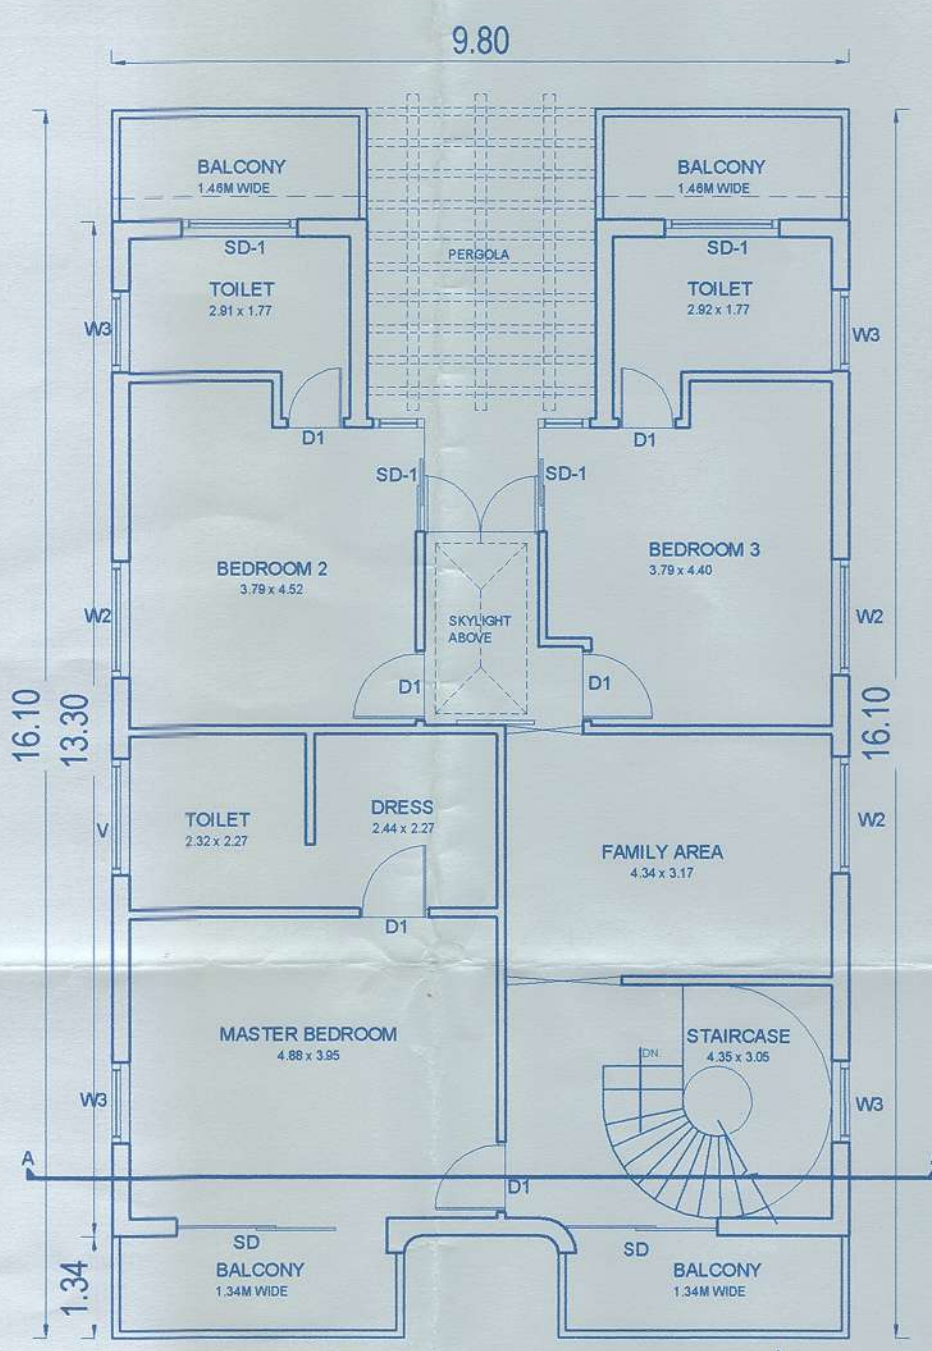 9.80
BALCONY
1.46M WIDE
BALCONY
1.46M WIDE
SD-1
SD-1
PERGOLA
TOILET
2.91 x 1.77
TOILET
2.92 x 1.77
W3
W3
D1
D1
SD-1
SD-1
BEDROOM 2
3.79 x 4.52
BEDROOM 3
3.79 x 4.40
W2
SKYLIGHT
ABOVE
W2
D1
D1
16.10
13.30
16.10
TOILET
2.32 x 2.27
DRESS
2.44 x 2.27
V
W2
FAMILY AREA
4.34 x 3.17
D1
MASTER BEDROOM
4.88 x 3.95
STAIRCASE
4.35 x 3.05
DN.
W3
W3
A
D1
SD
SD
BALCONY
1.34M WIDE
BALCONY
1.34M WIDE
1.34